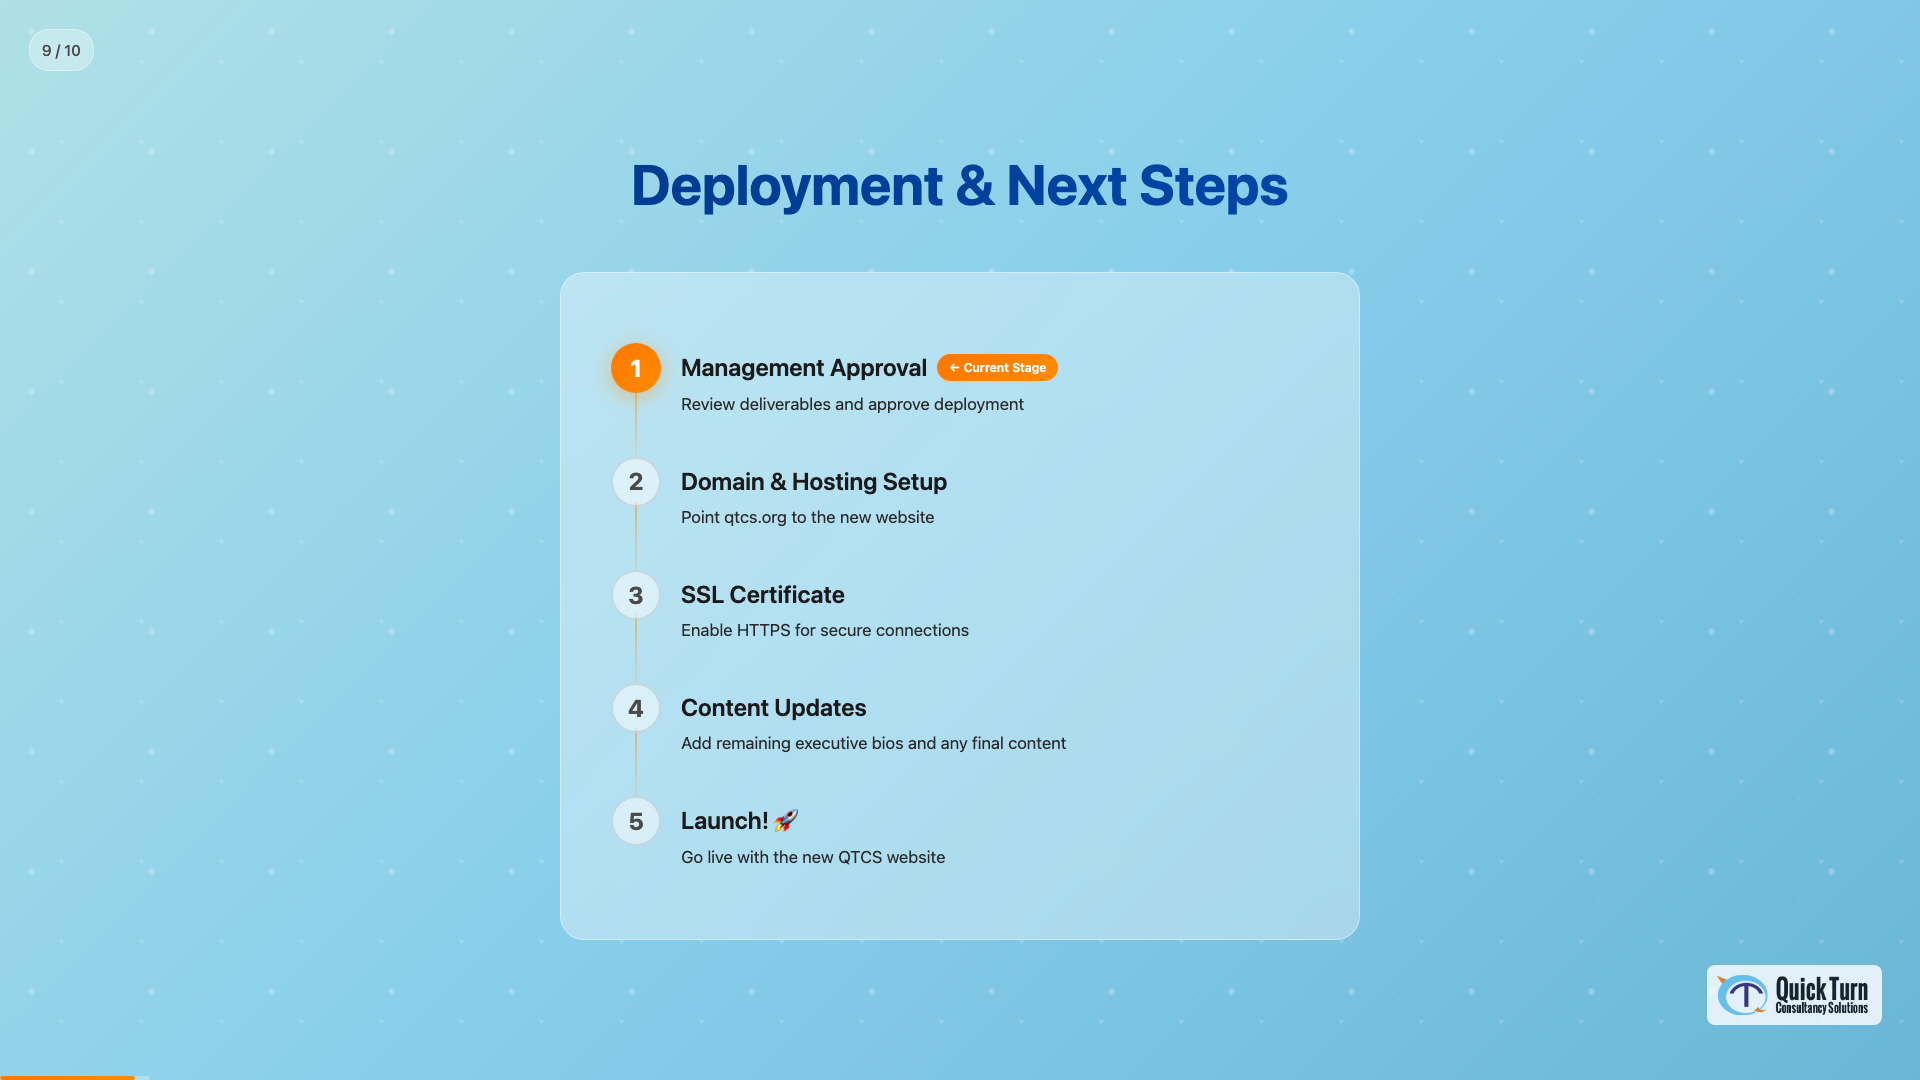 9 / 10
Deployment & Next Steps
1
Management Approval ← Current Stage
Review deliverables and approve deployment
2
Domain & Hosting Setup
Point qtcs.org to the new website
3
SSL Certificate
Enable HTTPS for secure connections
4
Content Updates
Add remaining executive bios and any final content
5
Launch! 🚀
Go live with the new QTCS website
Quick Turn
Consultancy Solutions